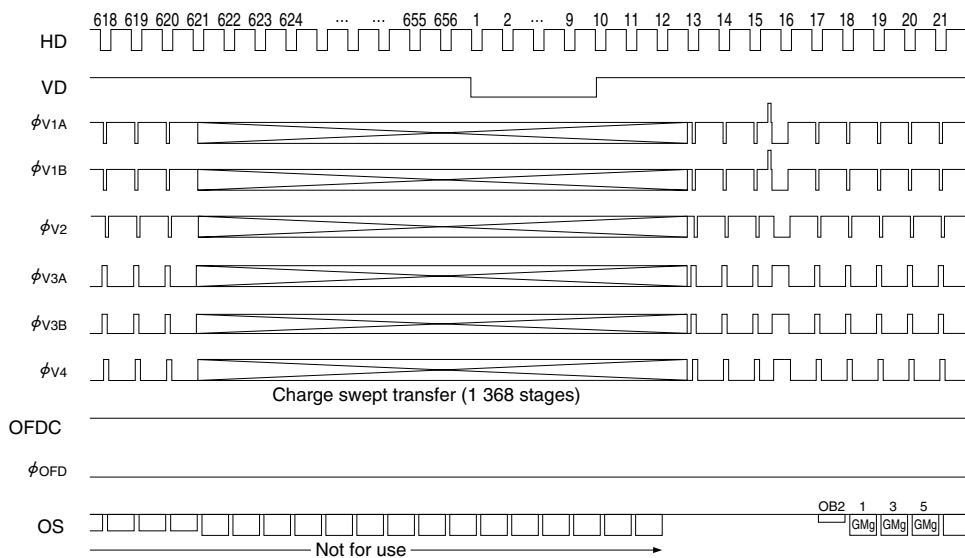 618 619 620 621 622 623 624 ... ... 655 656 1 2 ... 9 10 11 12 13 14 15 16 17 18 19 20 21
HD
VD
ϕV1A
ϕV1B
ϕV2
ϕV3A
ϕV3B
ϕV4
Charge swept transfer (1 368 stages)
OFDC
ϕOFD
OB2 1 3 5
OS GMg GMg GMg
Not for use